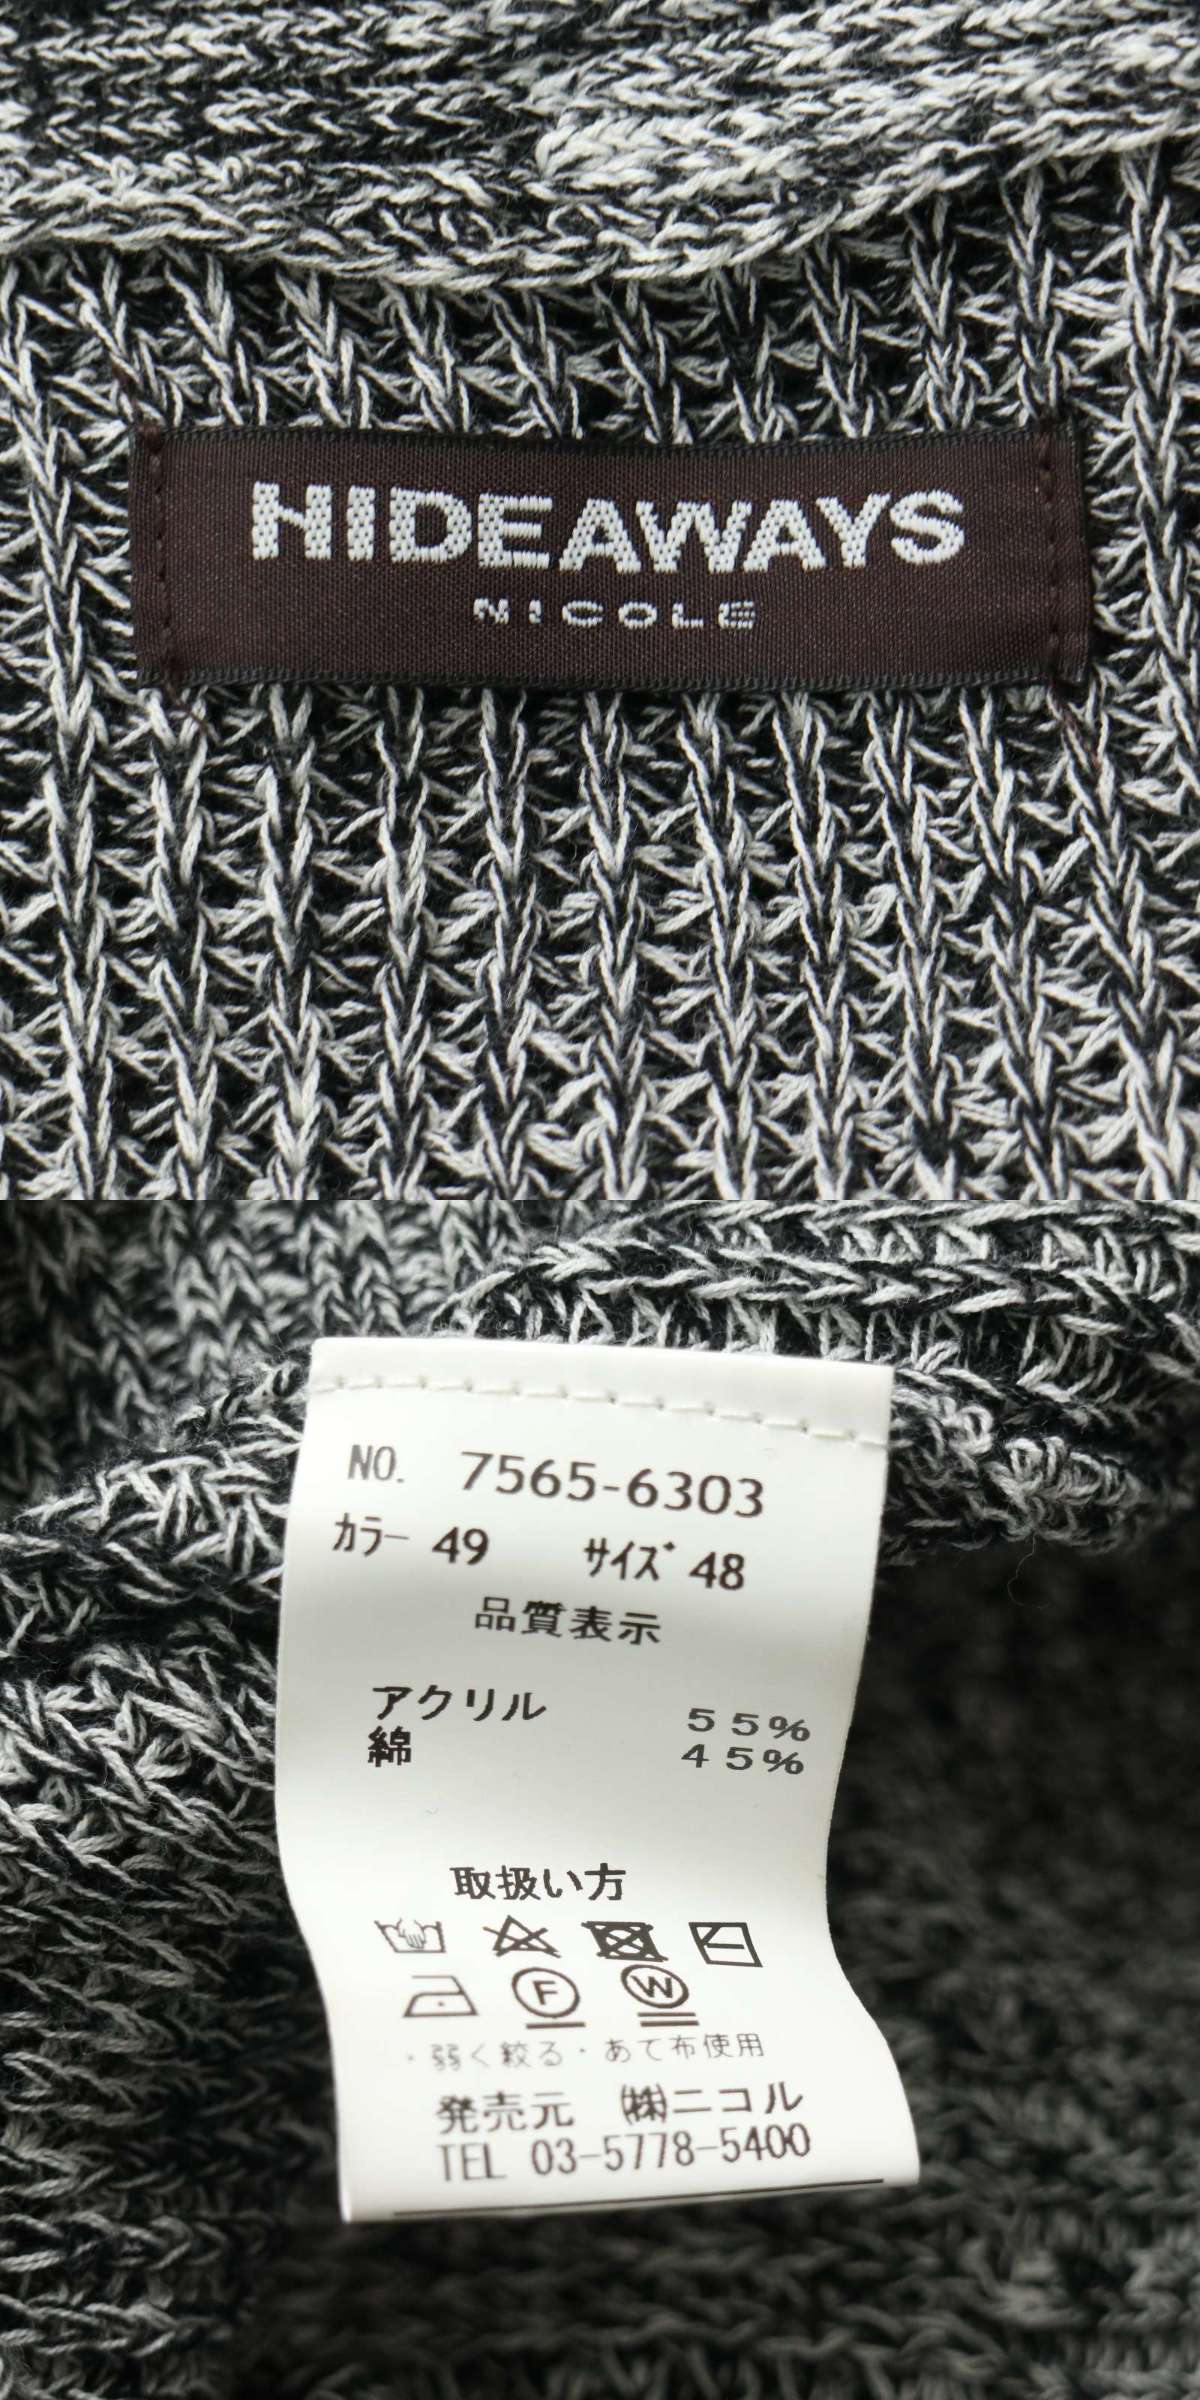 HIDEAWAYS
NICOLE
NO. 7565-6303
カラー 49 サイズ 48
品質表示
アクリル 55%
綿 45%
取扱い方
F W
・弱く絞る・あて布使用
発売元 ㈱ニコル
TEL 03-5778-5400